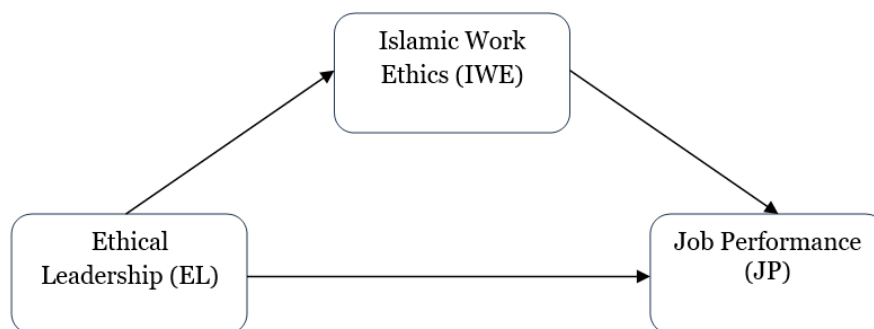 Islamic Work
Ethics (IWE)
Ethical
Leadership (EL)
Job Performance
(JP)